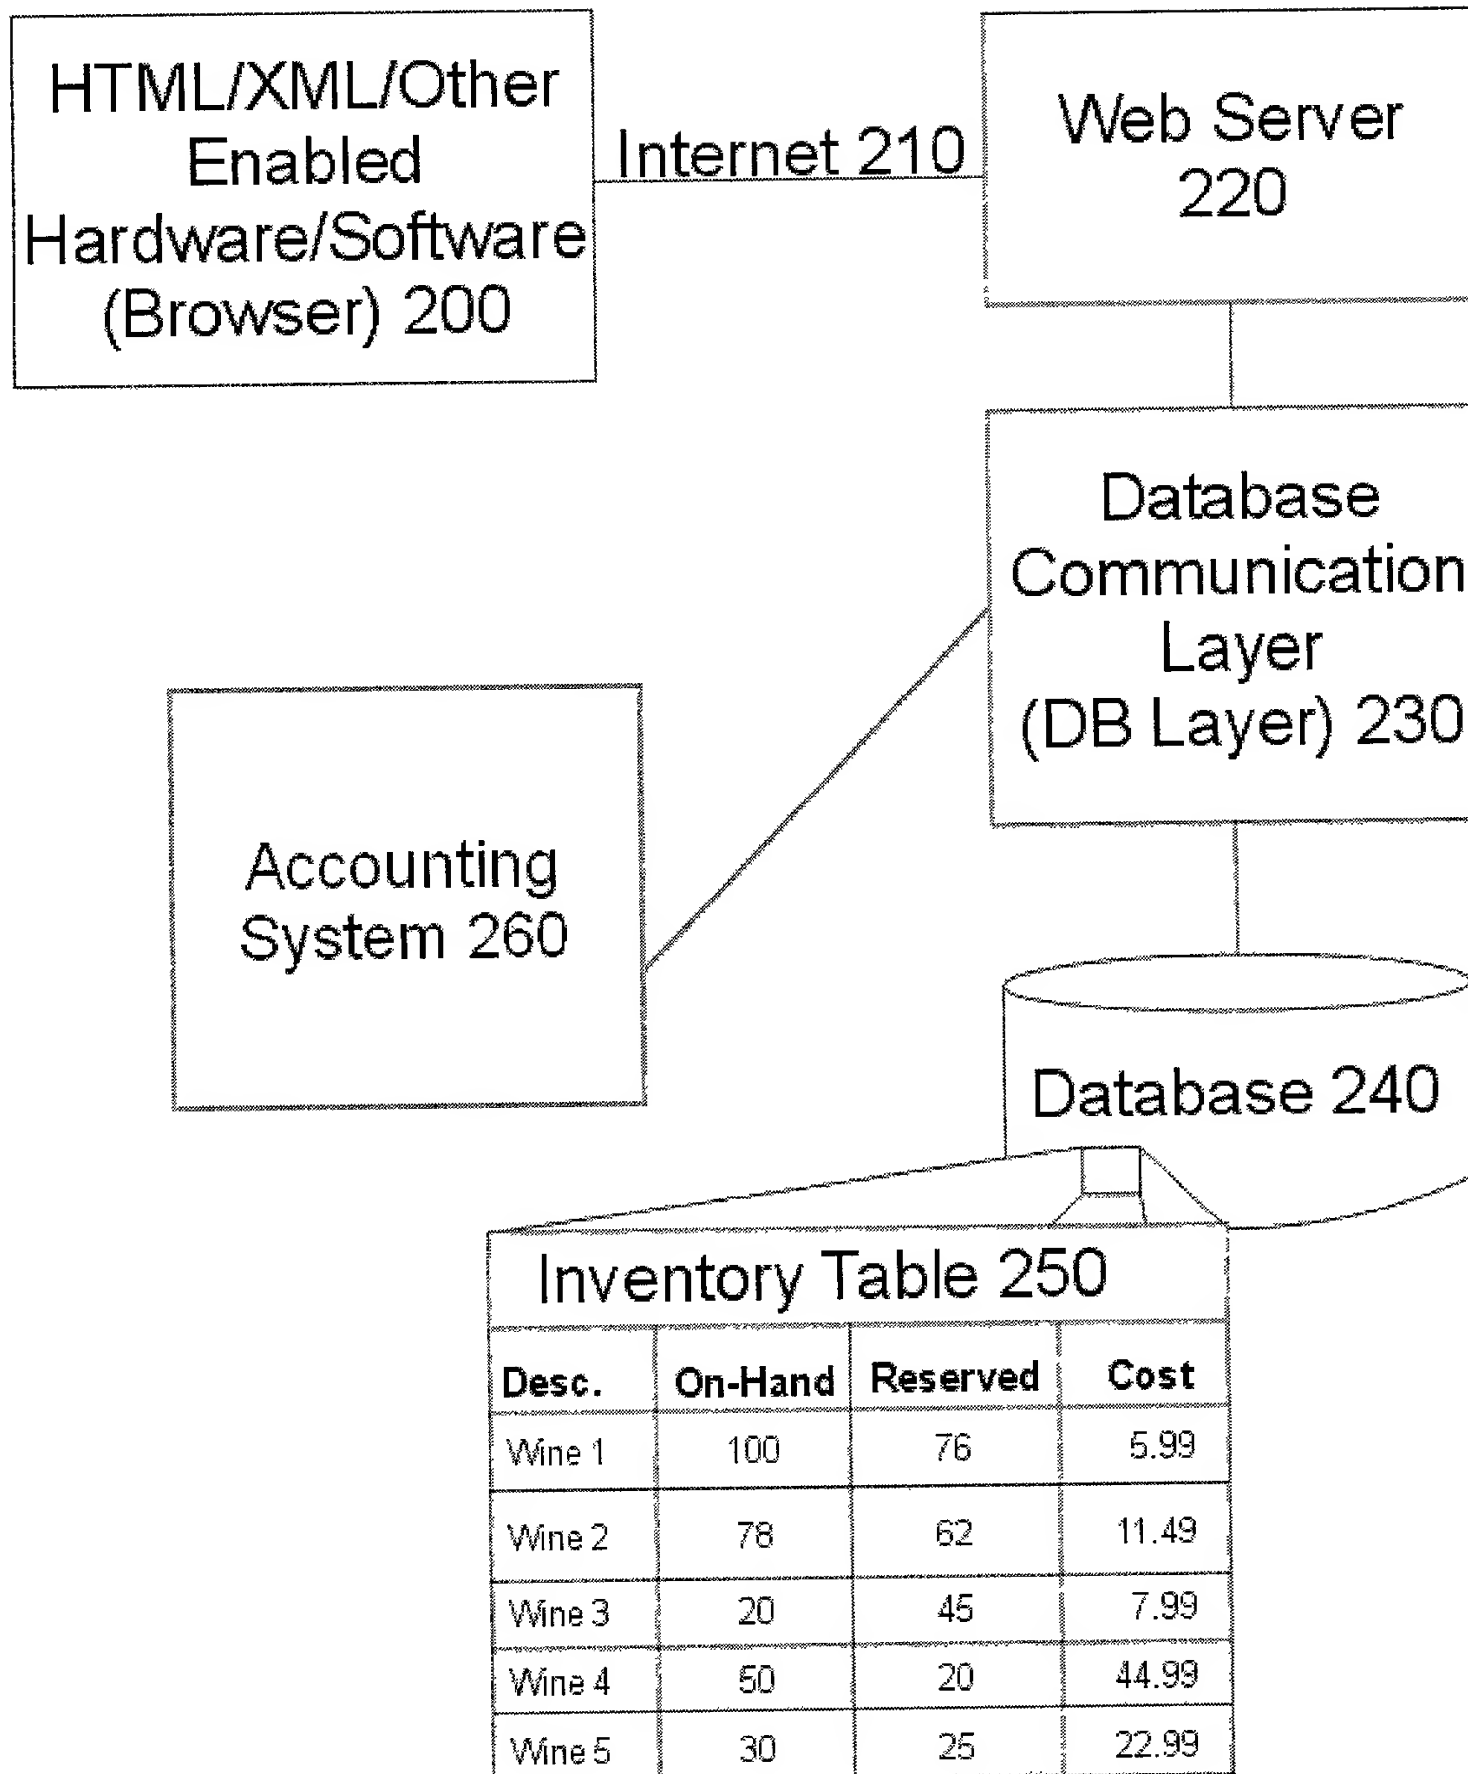 HTML/XML/Other
Enabled
Hardware/Software
(Browser) 200
Internet 210
Web Server
220
Database
Communication
Layer
(DB Layer) 230
Accounting
System 260
Database 240
Inventory Table 250
Desc. On-Hand Reserved Cost
Wine 1 100 76 5.99
Wine 2 78 62 11.49
Wine 3 20 45 7.99
Wine 4 50 20 44.99
Wine 5 30 25 22.99